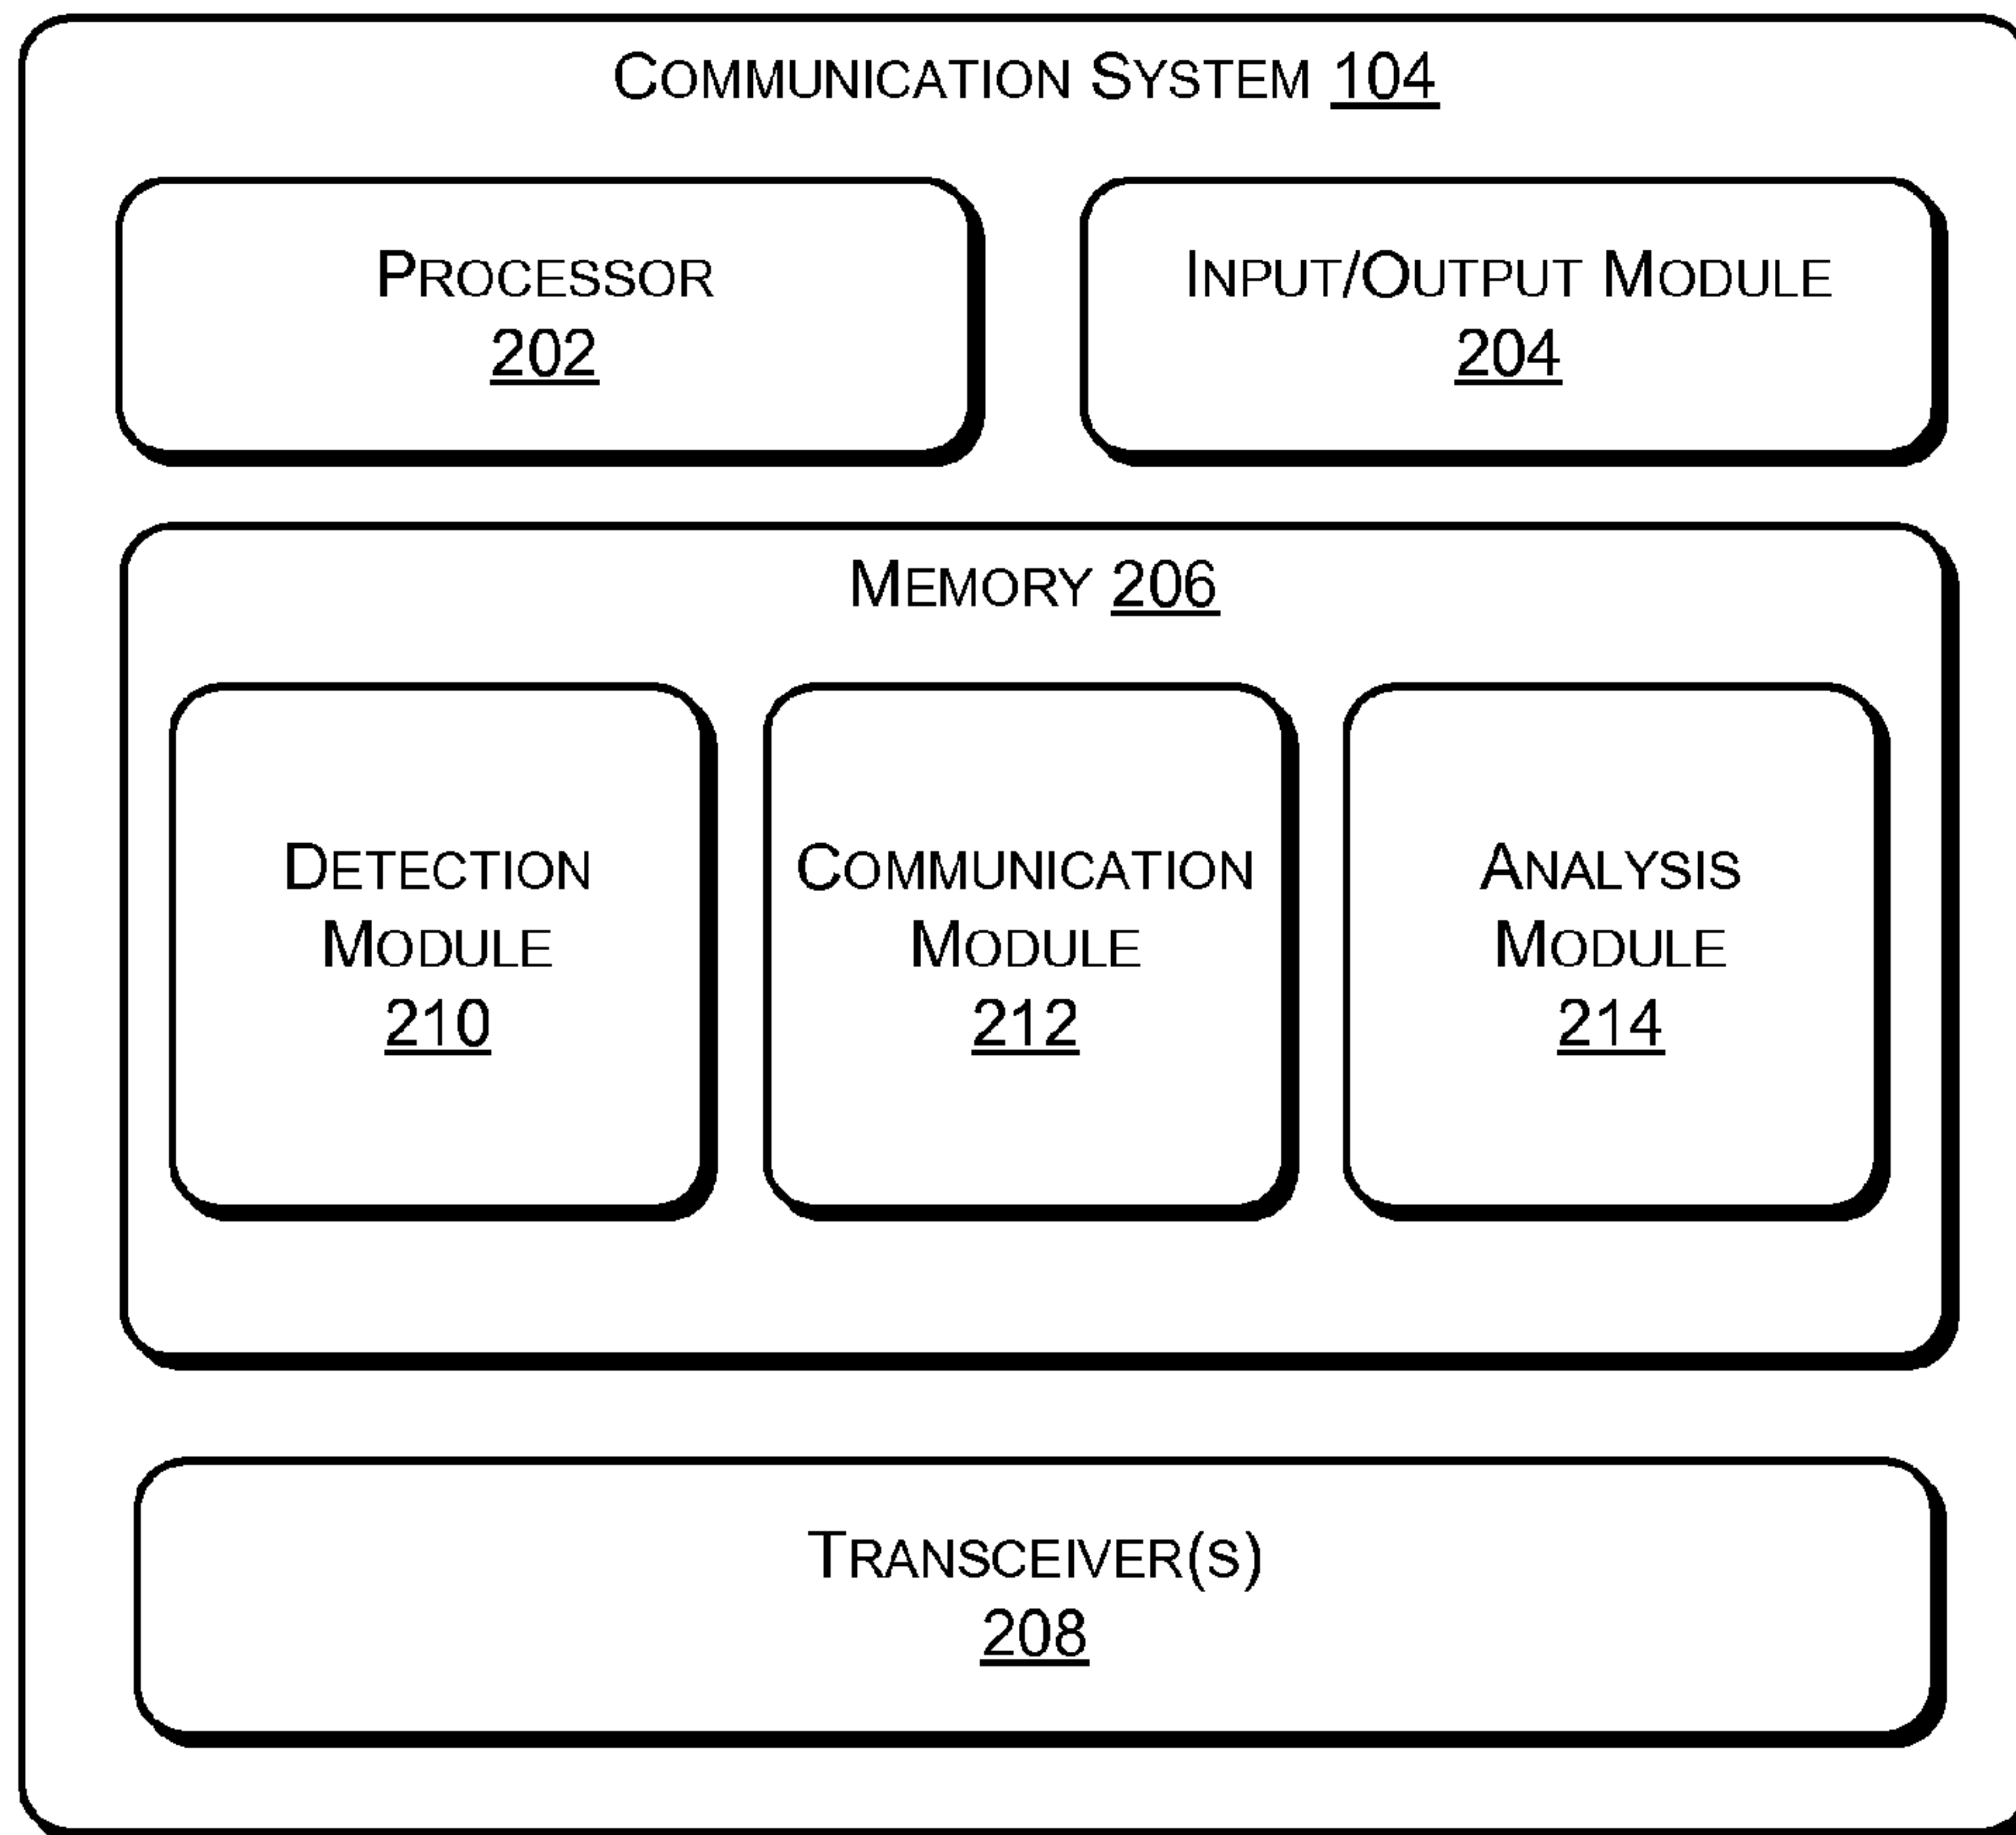 COMMUNICATION SYSTEM 104
PROCESSOR
202
INPUT/OUTPUT MODULE
204
MEMORY 206
DETECTION
MODULE
210
COMMUNICATION
MODULE
212
ANALYSIS
MODULE
214
TRANSCEIVER(S)
208